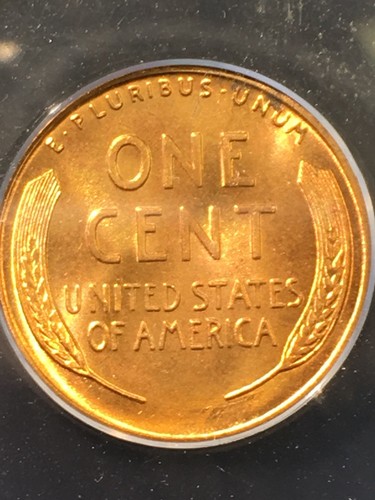 E·PLURIBUS·UNUM
ONE
CENT
UNITED STATES
OF AMERICA